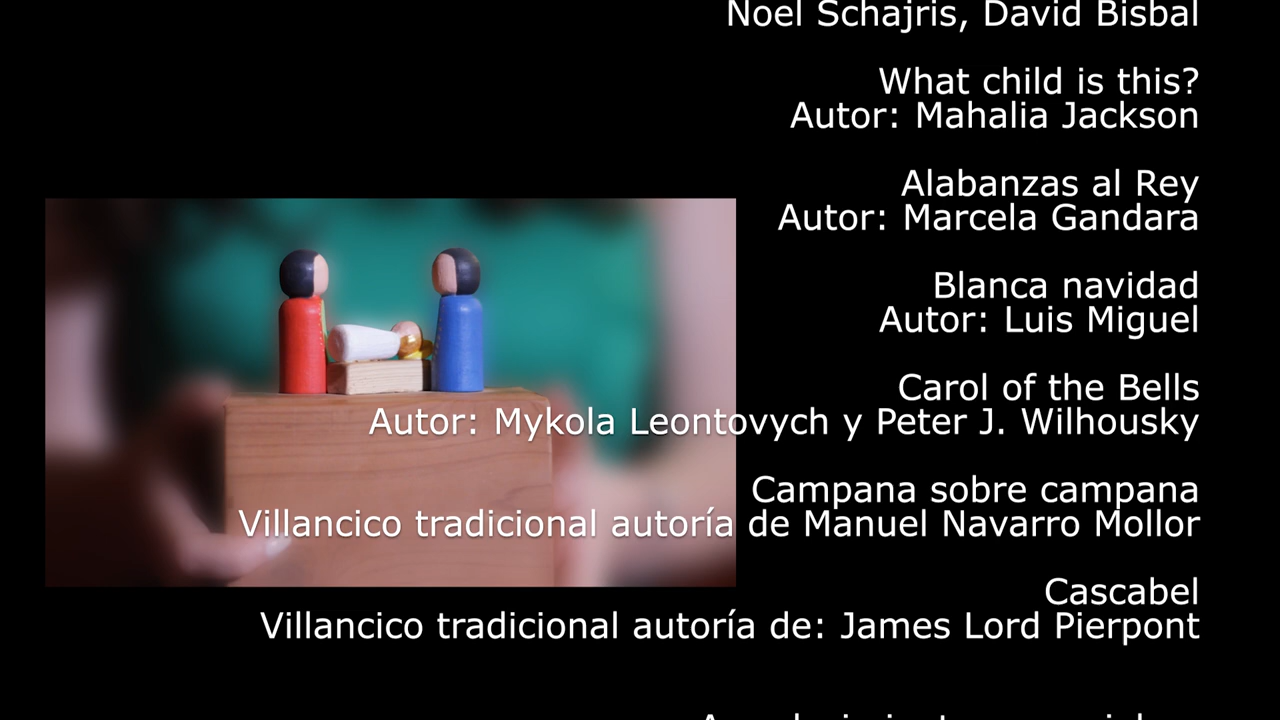 Noel Schajris, David Bisbal
What child is this?
Autor: Mahalia Jackson
Alabanzas al Rey
Autor: Marcela Gandara
Blanca navidad
Autor: Luis Miguel
Carol of the Bells
Autor: Mykola Leontovych y Peter J. Wilhousky
Campana sobre campana
Villancico tradicional autoría de Manuel Navarro Mollor
Cascabel
Villancico tradicional autoría de: James Lord Pierpont